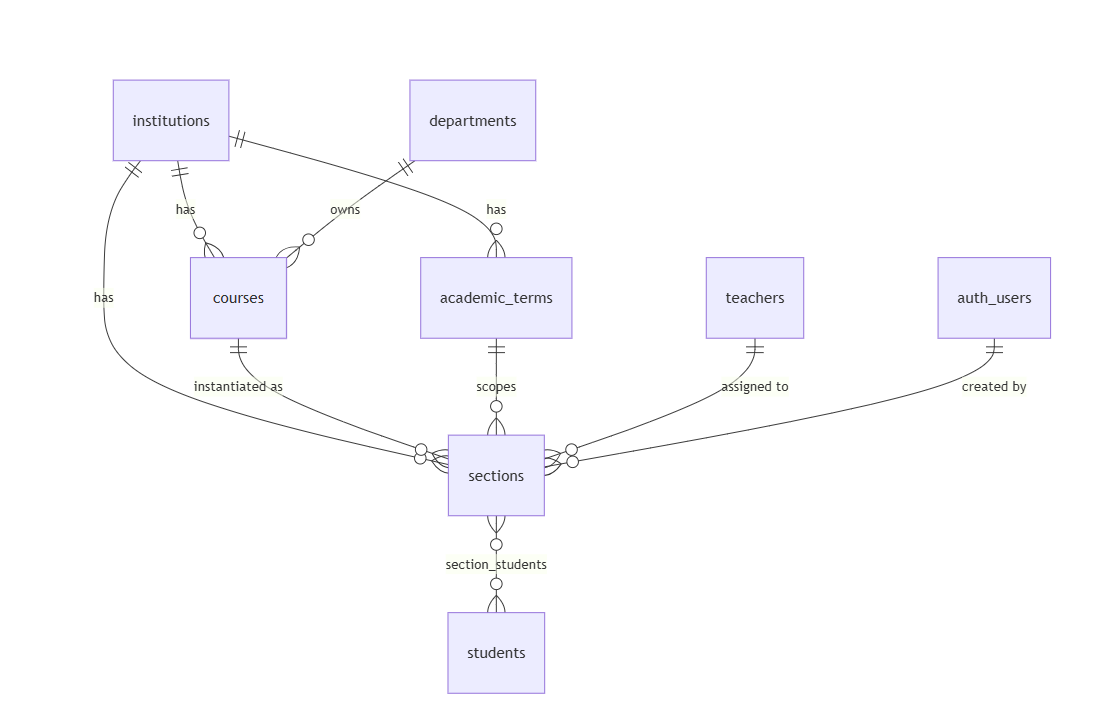 institutions
departments
has
owns
has
has
courses
academic_terms
teachers
auth_users
instantiated as
scopes
assigned to
created by
sections
section_students
students